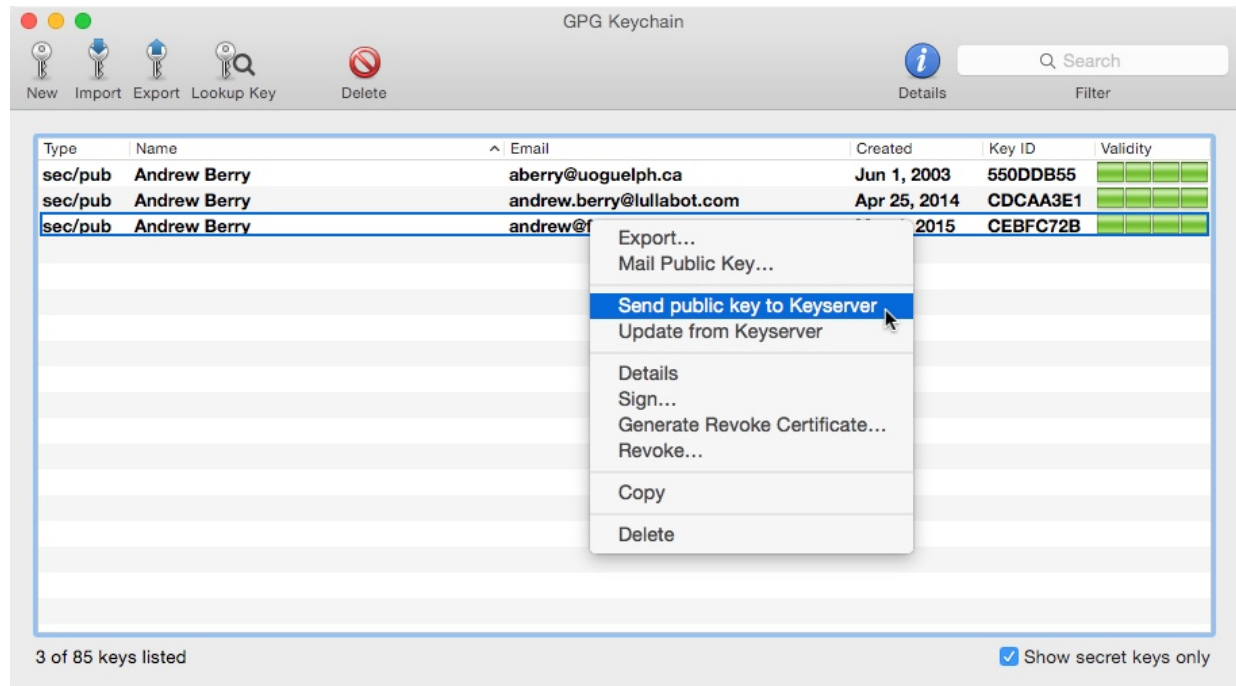 GPG Keychain
New Import Export Lookup Key Delete Details Search
Filter
Type Name Email Created Key ID Validity
sec/pub Andrew Berry aberry@uoguelph.ca Jun 1, 2003 550DDB55
sec/pub Andrew Berry andrew.berry@lullabot.com Apr 25, 2014 CDCAA3E1
sec/pub Andrew Berry 2015 CEBFC72B
Export...
Mail Public Key...
Send public key to Keyserver
Update from Keyserver
Details
Sign...
Generate Revoke Certificate...
Revoke...
Copy
Delete
3 of 85 keys listed Show secret keys only